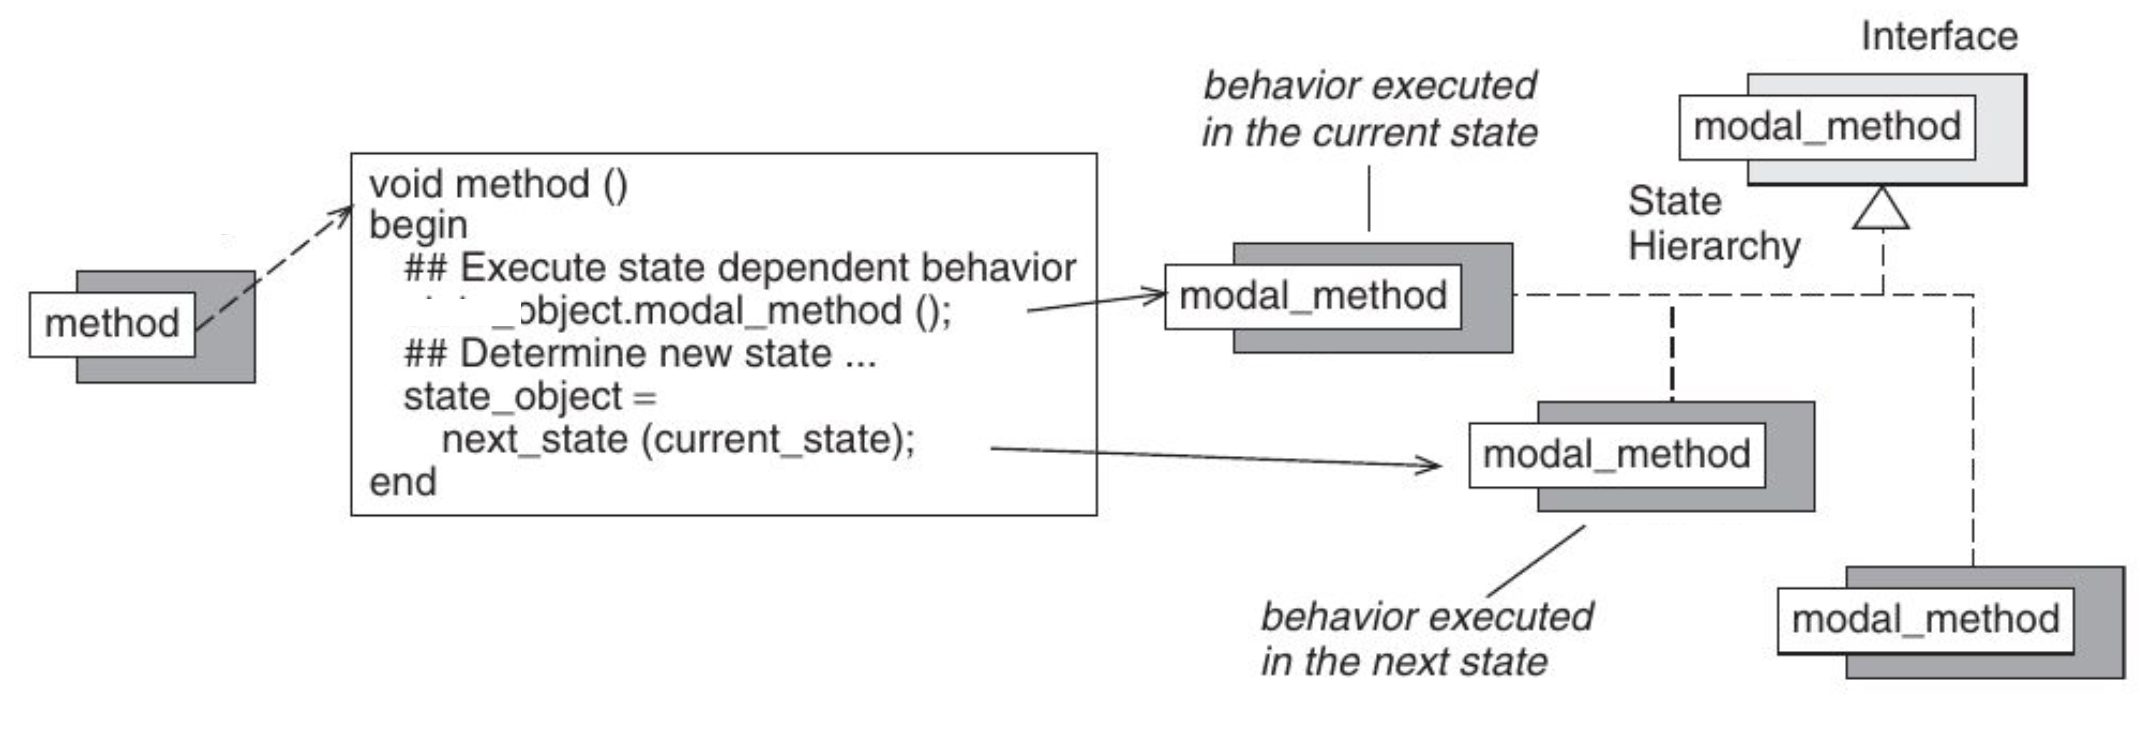 Interface
behavior executed
in the current state
modal_method
void method ()
begin
## Execute state dependent behavior
_object.modal_method ();
## Determine new state ...
state_object =
next_state (current_state);
end
method
State
Hierarchy
modal_method
modal_method
behavior executed
in the next state
modal_method